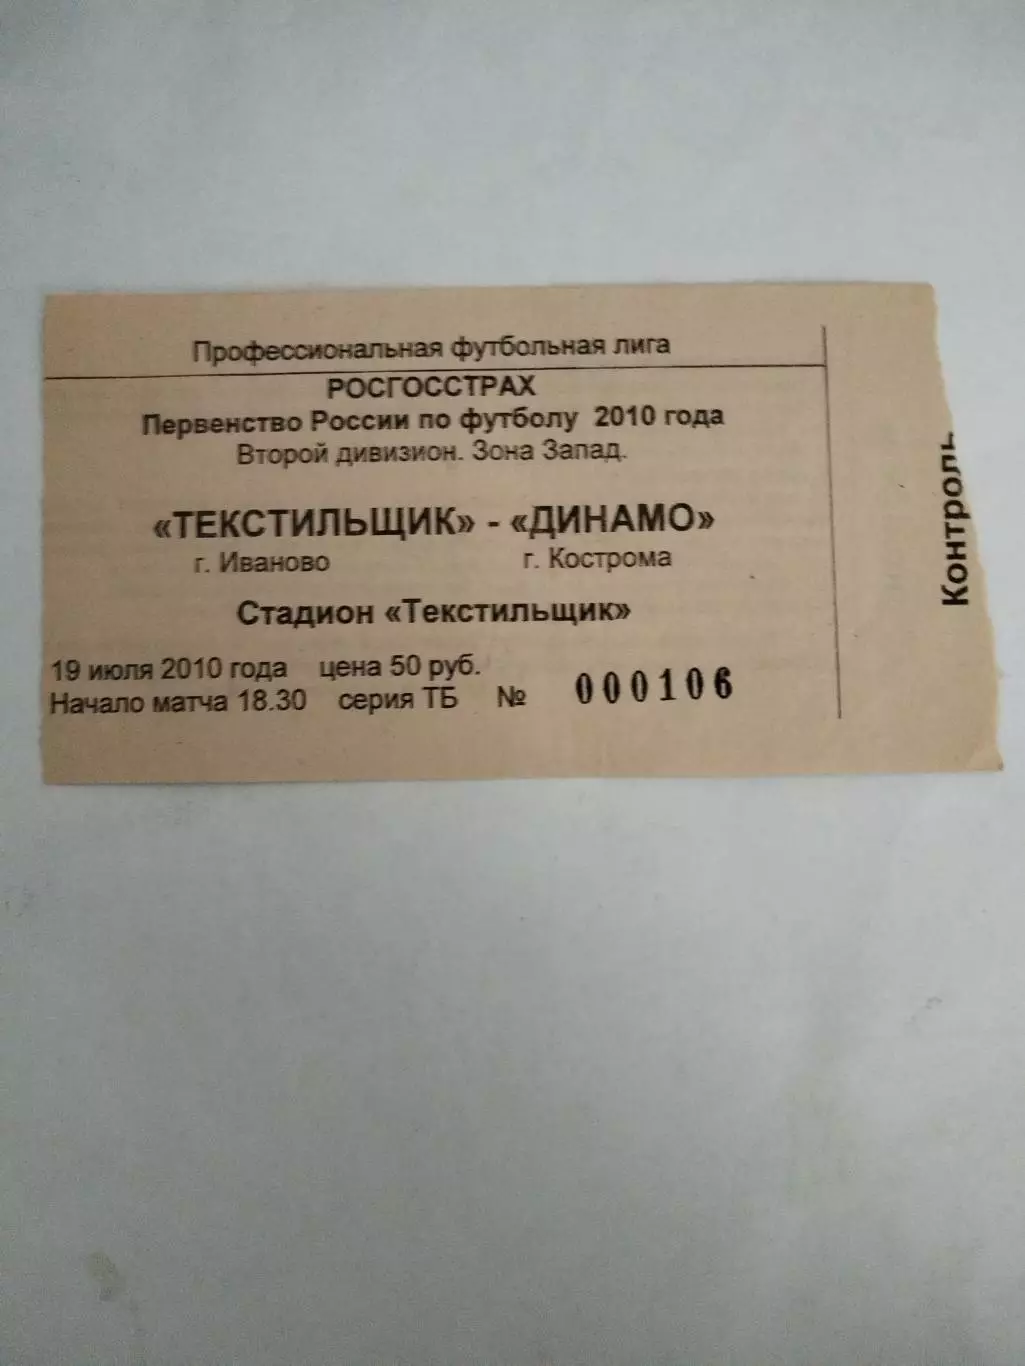 Профессиональная футбольная лига
РОСГОССТРАХ
Первенство России по футболу 2010 года
Второй дивизион. Зона Запад.
«ТЕКСТИЛЬЩИК» - «ДИНАМО»
г. Иваново г. Кострома
Стадион «Текстильщик»
19 июля 2010 года цена 50 руб.
Начало матча 18.30 серия ТБ № 000106
Контроль